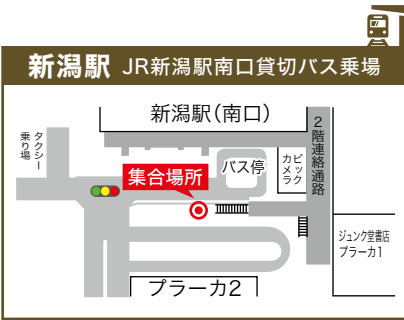 新潟駅 JR新潟駅南口貸切バス乗場
新潟駅(南口)
タクシー
乗り場
2階連絡通路
バス停
ビック
カメラ
集合場所
ジュンク堂書店
プラーカ1
プラーカ2